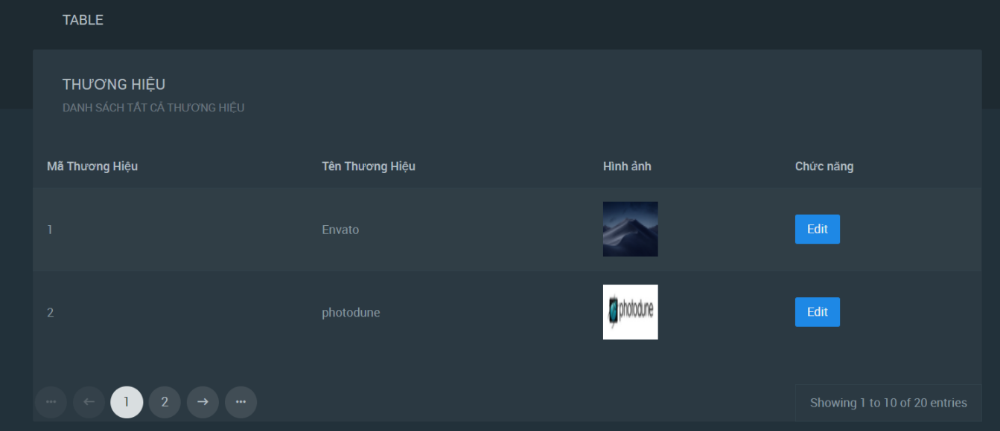 TABLE
THƯƠNG HIỆU
DANH SÁCH TẤT CẢ THƯƠNG HIỆU
Mã Thương Hiệu Tên Thương Hiệu Hình ảnh Chức năng
1 Envato Edit
2 photodune photodune Edit
··· ← 1 2 → ··· Showing 1 to 10 of 20 entries